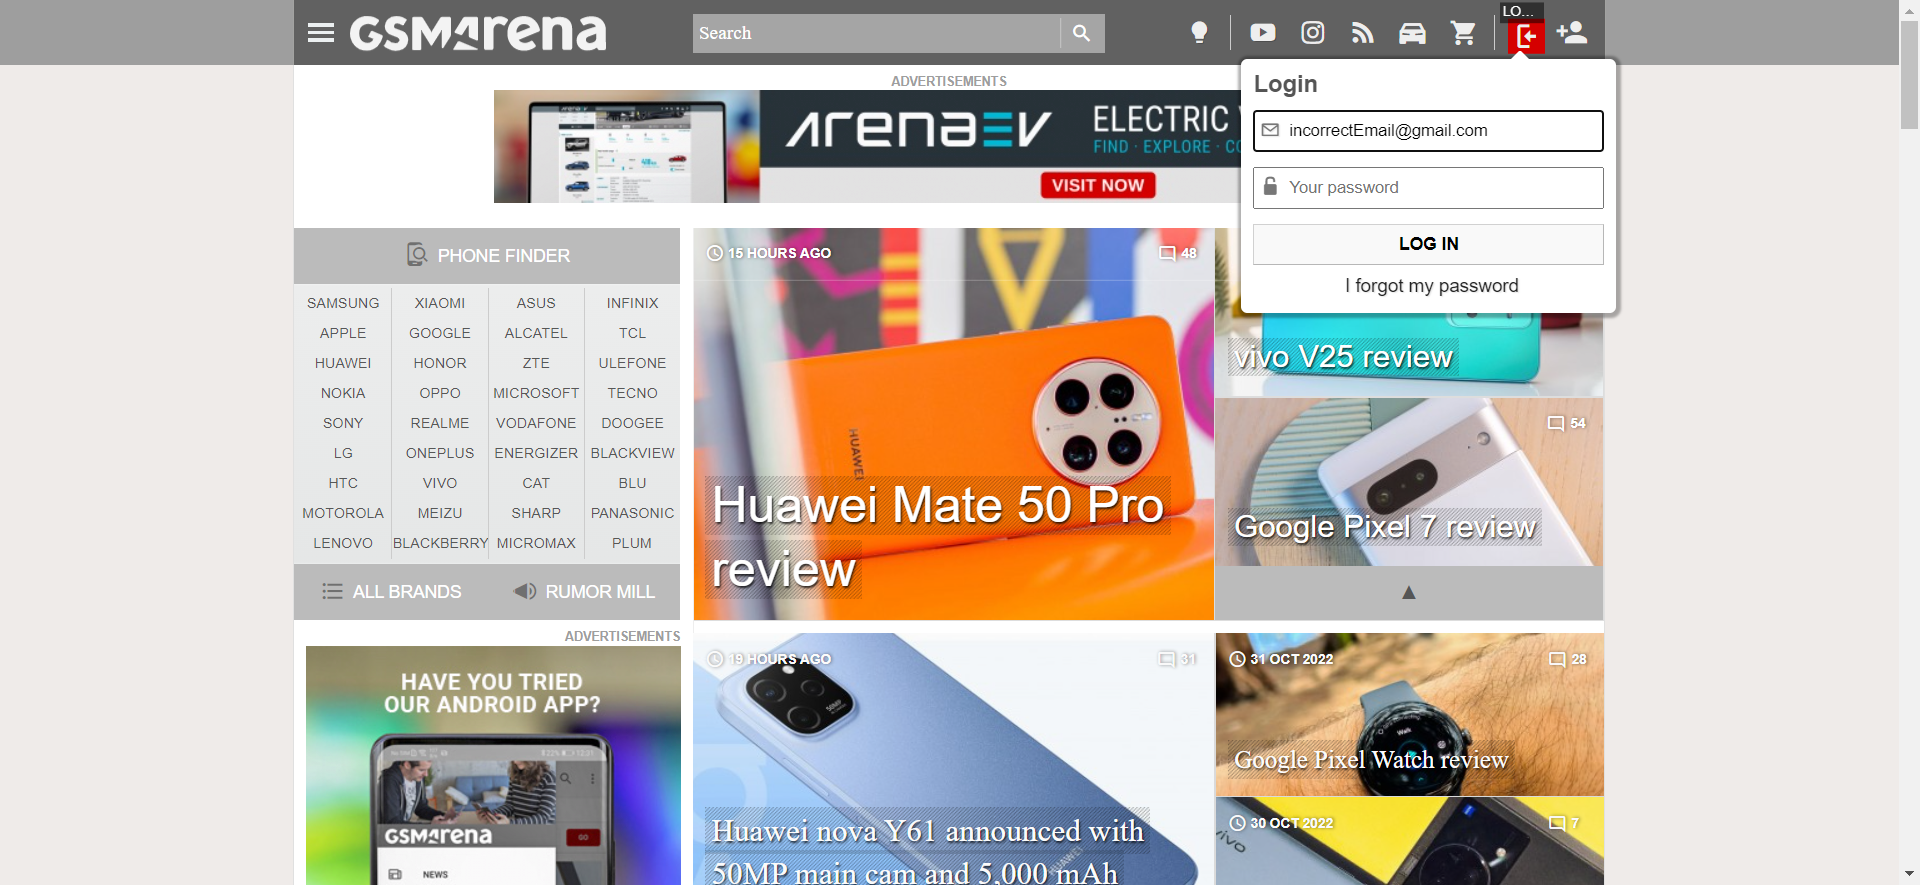 GSMArena
Search
LO...
Login
incorrectEmail@gmail.com
Your password
LOG IN
I forgot my password
ADVERTISEMENTS
ArenaEV
ELECTRIC
FIND · EXPLORE ·
VISIT NOW
PHONE FINDER
SAMSUNG XIAOMI ASUS INFINIX
APPLE GOOGLE ALCATEL TCL
HUAWEI HONOR ZTE ULEFONE
NOKIA OPPO MICROSOFT TECNO
SONY REALME VODAFONE DOOGEE
LG ONEPLUS ENERGIZER BLACKVIEW
HTC VIVO CAT BLU
MOTOROLA MEIZU SHARP PANASONIC
LENOVO BLACKBERRY MICROMAX PLUM
ALL BRANDS RUMOR MILL
ADVERTISEMENTS
HAVE YOU TRIED
OUR ANDROID APP?
GSMArena
GO
NEWS
15 HOURS AGO 48
HUAWEI
Huawei Mate 50 Pro
review
vivo V25 review
54
Google Pixel 7 review
19 HOURS AGO 31
50MP
HUAWEI
Huawei nova Y61 announced with
50MP main cam and 5,000 mAh
31 OCT 2022 28
Walk
Google Pixel Watch review
30 OCT 2022 7
vivo